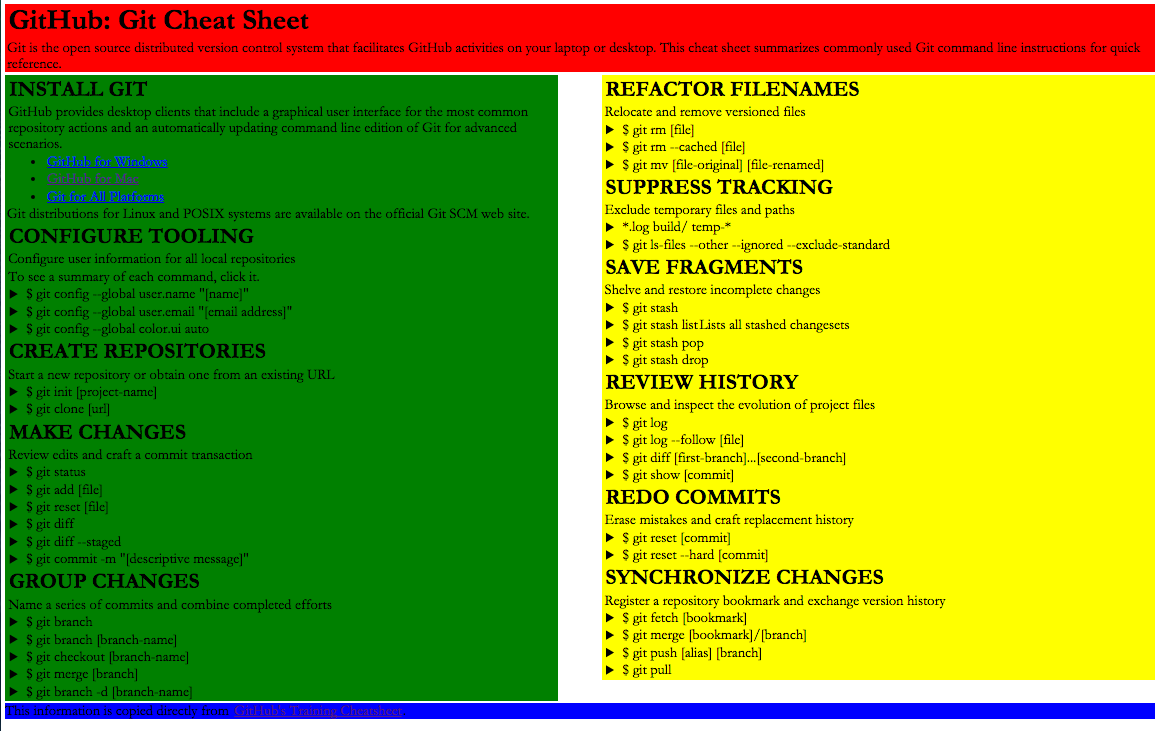 GitHub: Git Cheat Sheet
Git is the open source distributed version control system that facilitates GitHub activities on your laptop or desktop. This cheat sheet summarizes commonly used Git command line instructions for quick
reference.
INSTALL GIT
GitHub provides desktop clients that include a graphical user interface for the most common
repository actions and an automatically updating command line edition of Git for advanced
scenarios.
• GitHub for Windows
• GitHub for Mac
• Git for All Platforms
Git distributions for Linux and POSIX systems are available on the official Git SCM web site.
CONFIGURE TOOLING
Configure user information for all local repositories
To see a summary of each command, click it.
▶ $ git config --global user.name "[name]"
▶ $ git config --global user.email "[email address]"
▶ $ git config --global color.ui auto
CREATE REPOSITORIES
Start a new repository or obtain one from an existing URL
▶ $ git init [project-name]
▶ $ git clone [url]
MAKE CHANGES
Review edits and craft a commit transaction
▶ $ git status
▶ $ git add [file]
▶ $ git reset [file]
▶ $ git diff
▶ $ git diff --staged
▶ $ git commit -m "[descriptive message]"
GROUP CHANGES
Name a series of commits and combine completed efforts
▶ $ git branch
▶ $ git branch [branch-name]
▶ $ git checkout [branch-name]
▶ $ git merge [branch]
▶ $ git branch -d [branch-name]
REFACTOR FILENAMES
Relocate and remove versioned files
▶ $ git rm [file]
▶ $ git rm --cached [file]
▶ $ git mv [file-original] [file-renamed]
SUPPRESS TRACKING
Exclude temporary files and paths
▶ *.log build/ temp-*
▶ $ git ls-files --other --ignored --exclude-standard
SAVE FRAGMENTS
Shelve and restore incomplete changes
▶ $ git stash
▶ $ git stash listLists all stashed changesets
▶ $ git stash pop
▶ $ git stash drop
REVIEW HISTORY
Browse and inspect the evolution of project files
▶ $ git log
▶ $ git log --follow [file]
▶ $ git diff [first-branch]...[second-branch]
▶ $ git show [commit]
REDO COMMITS
Erase mistakes and craft replacement history
▶ $ git reset [commit]
▶ $ git reset --hard [commit]
SYNCHRONIZE CHANGES
Register a repository bookmark and exchange version history
▶ $ git fetch [bookmark]
▶ $ git merge [bookmark]/[branch]
▶ $ git push [alias] [branch]
▶ $ git pull
This information is copied directly from GitHub's Training Cheatsheet.